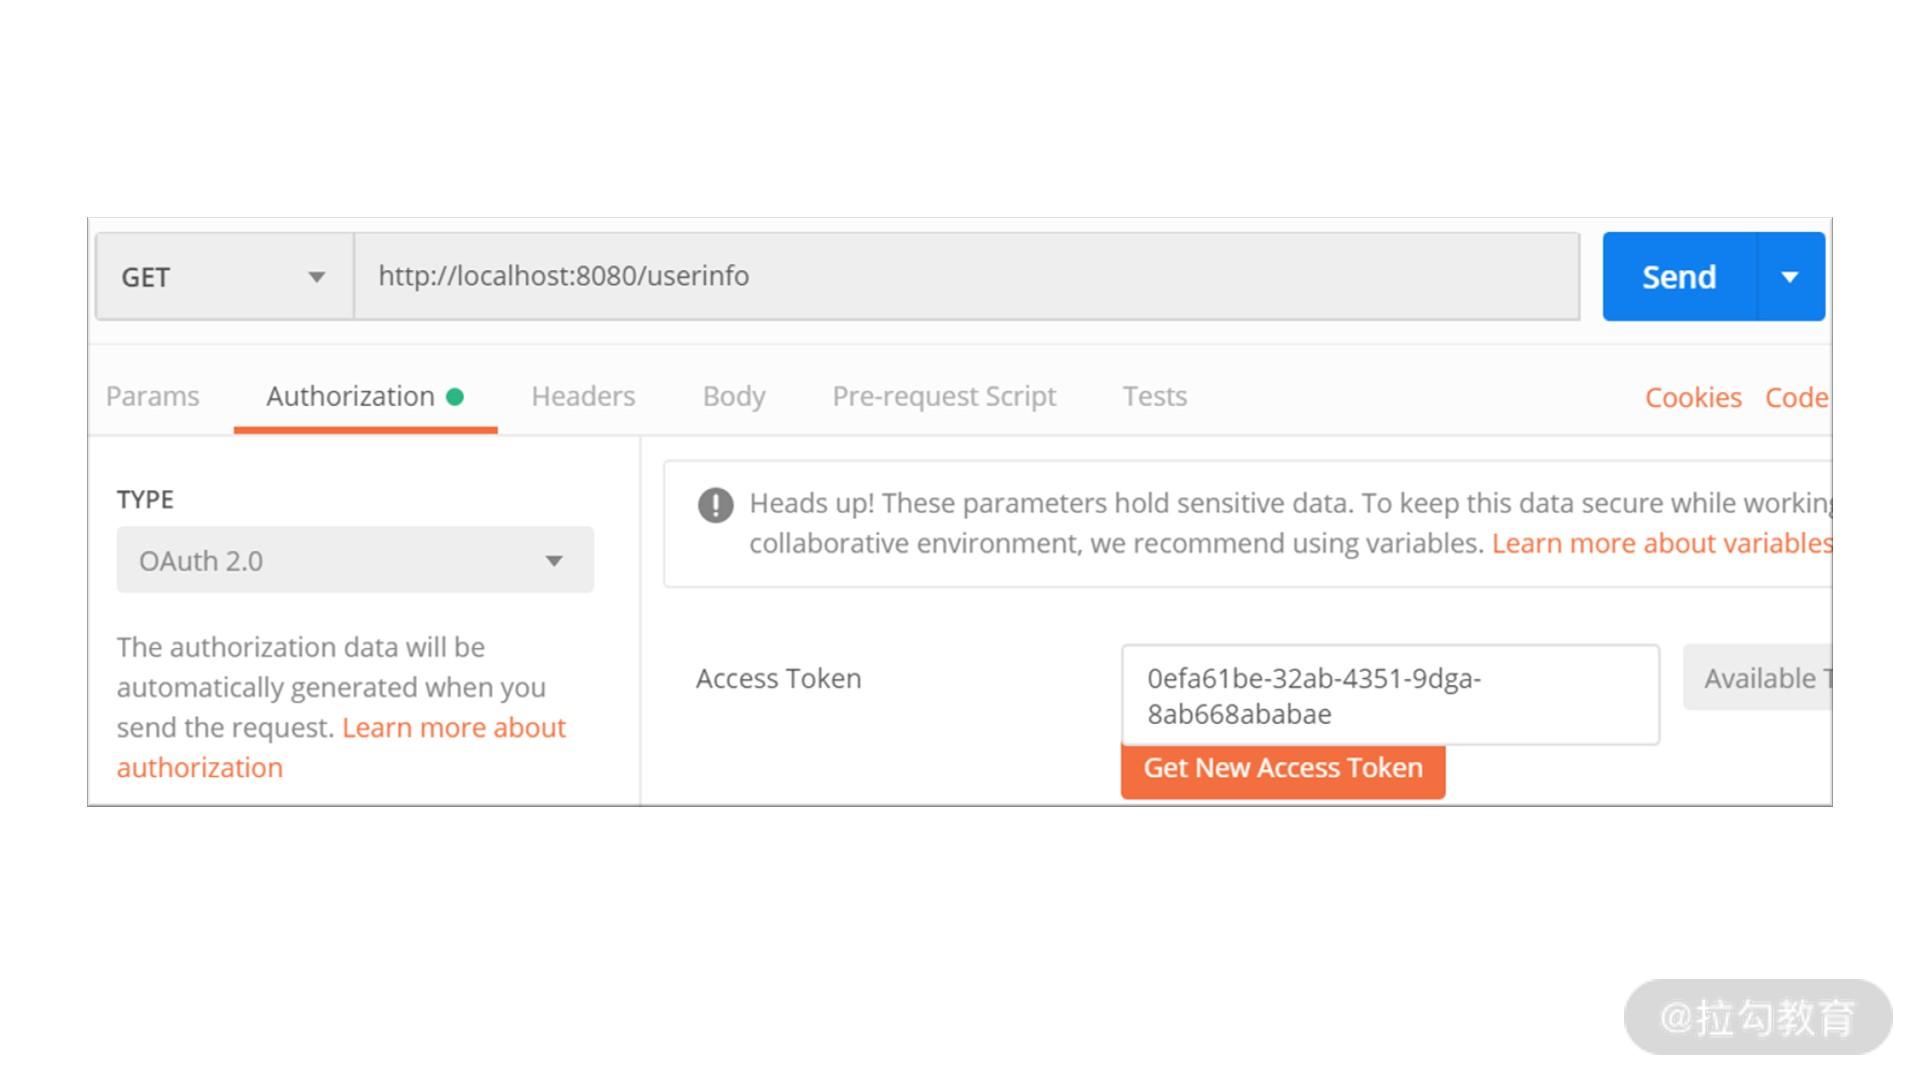 GET
http://localhost:8080/userinfo
Send
Params Authorization Headers Body Pre-request Script Tests Cookies Code
TYPE
OAuth 2.0
The authorization data will be
automatically generated when you
send the request. Learn more about
authorization
Heads up! These parameters hold sensitive data. To keep this data secure while working
collaborative environment, we recommend using variables. Learn more about variables
Access Token
0efa61be-32ab-4351-9dga-
8ab668ababae
Available T
Get New Access Token
@拉勾教育